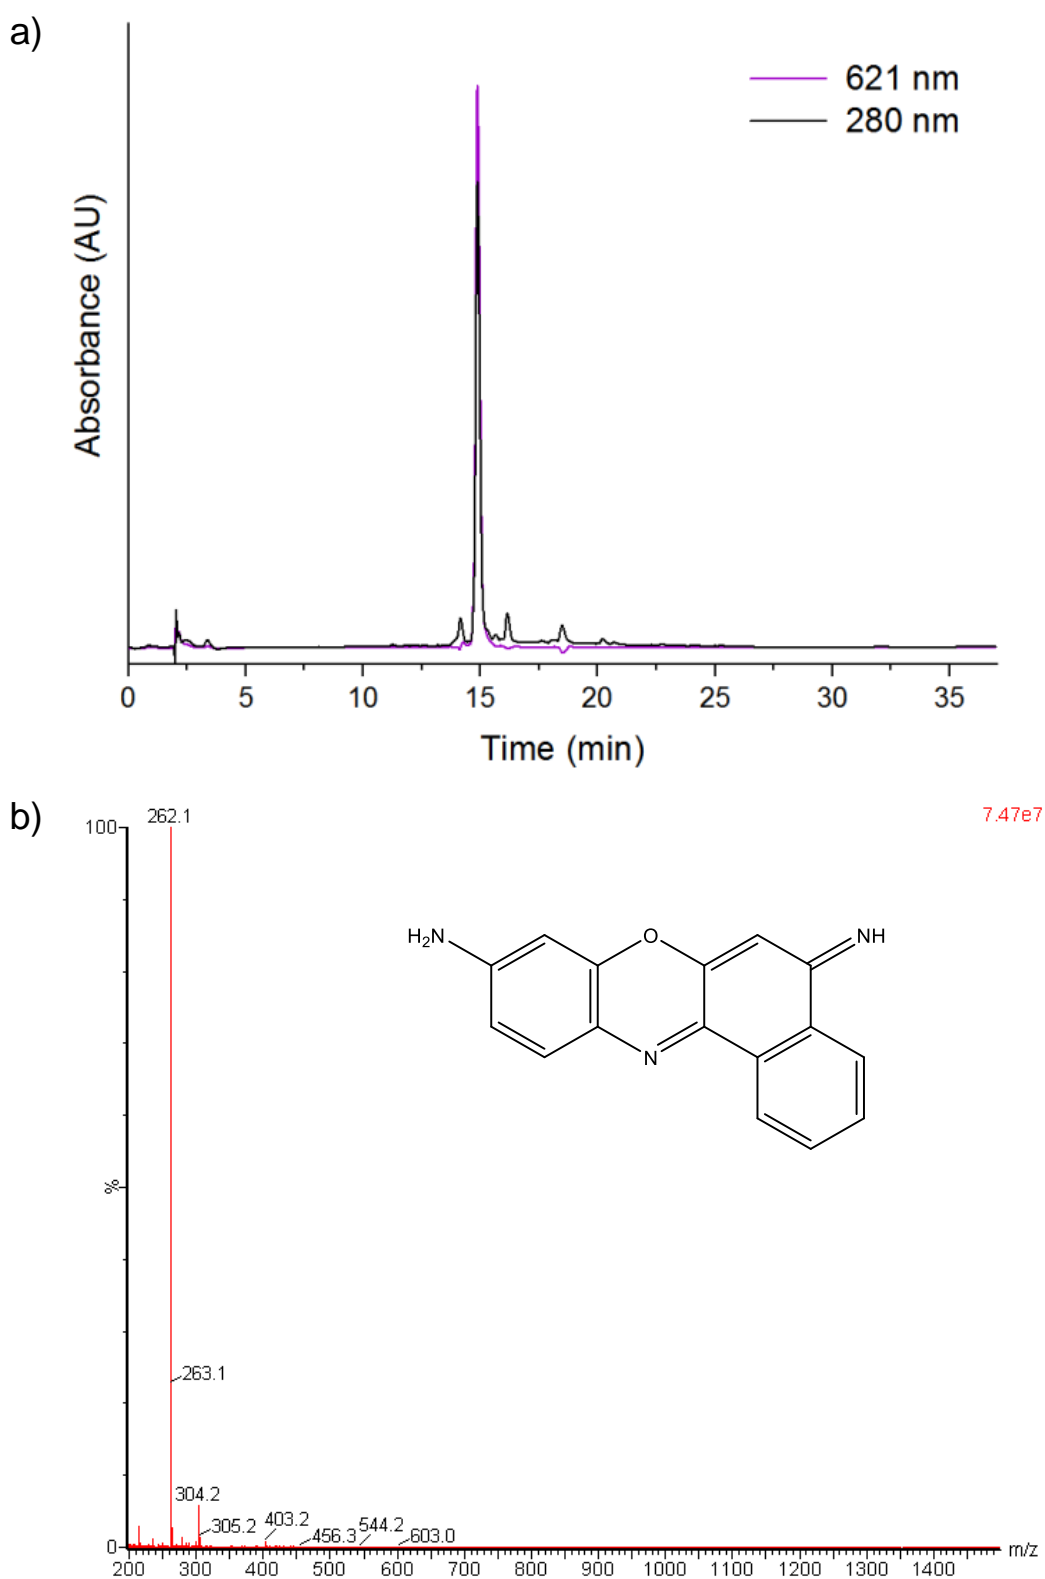 a)
621 nm
280 nm
Absorbance (AU)
0 5 10 15 20 25 30 35
Time (min)
b)
7.47e7
262.1
100
H2N
O
NH
N
%
263.1
304.2
305.2
403.2
456.3
544.2
603.0
0
m/z
200 300 400 500 600 700 800 900 1000 1100 1200 1300 1400